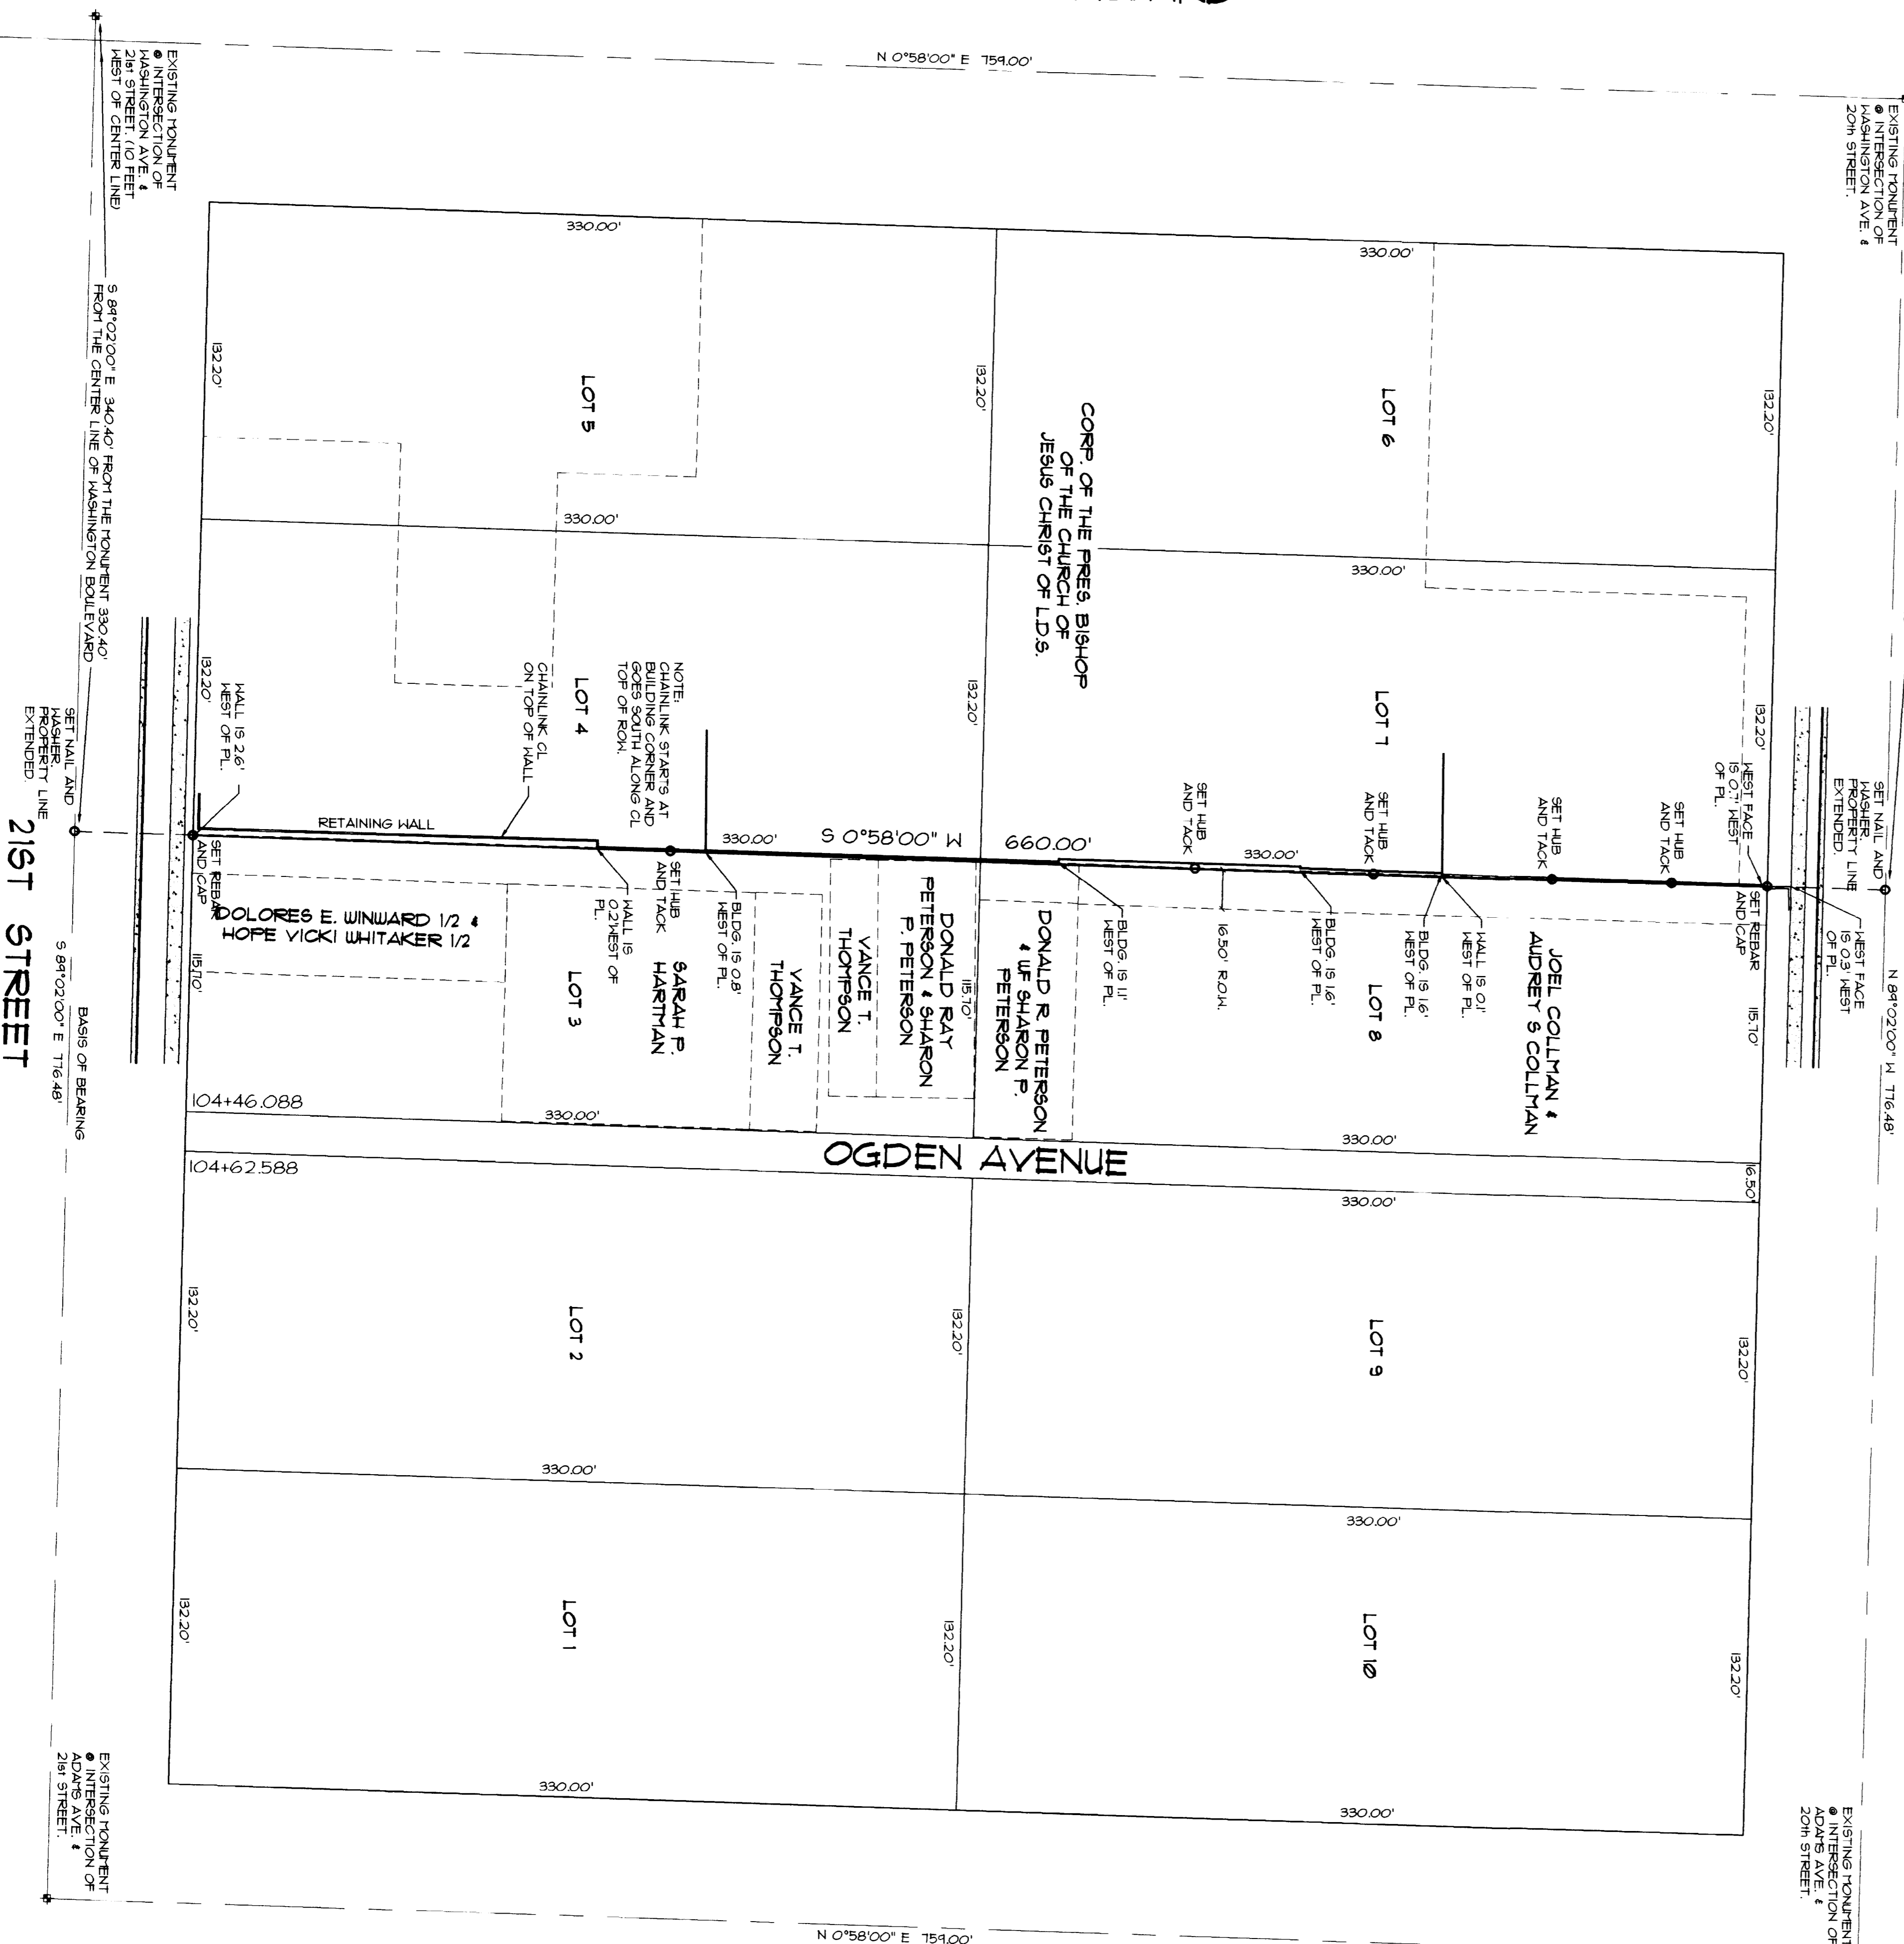 N 0°58'00" E 759.00'
EXISTING MONUMENT
@ INTERSECTION OF
WASHINGTON AVE. &
21st STREET. (10 FEET
WEST OF CENTER LINE)
EXISTING MONUMENT
@ INTERSECTION OF
WASHINGTON AVE. &
20th STREET.
S 89°02'00" E 340.40' FROM THE MONUMENT 330.40'
FROM THE CENTER LINE OF WASHINGTON BOULEVARD
330.00'
330.00'
132.20'
LOT 5
132.20'
LOT 6
132.20'
CORP. OF THE PRES. BISHOP
OF THE CHURCH OF
JESUS CHRIST OF L.D.S.
330.00'
330.00'
132.20'
WALL IS 2.6'
WEST OF PL.
CHAINLINK CL
ON TOP OF WALL
LOT 4
NOTE:
CHAINLINK STARTS AT
BUILDING CORNER AND
GOES SOUTH ALONG CL
TOP OF ROW.
132.20'
LOT 7
132.20'
SET HUB
AND TACK
SET HUB
AND TACK
SET HUB
AND TACK
SET HUB
AND TACK
WEST FACE
IS 0.7' WEST
OF PL.
SET NAIL AND
WASHER.
PROPERTY LINE
EXTENDED.
SET NAIL AND
WASHER.
PROPERTY LINE
EXTENDED.
RETAINING WALL
330.00'
S 0°58'00" W
660.00'
330.00'
SET REBAR
AND CAP
DOLORES E. WINWARD 1/2 &
HOPE VICKI WHITAKER 1/2
115.70'
WALL IS
0.2' WEST OF
PL.
LOT 3
SET HUB
AND TACK
SARAH P.
HARTMAN
BLDG. IS 0.8'
WEST OF PL.
VANCE T.
THOMPSON
VANCE T.
THOMPSON
DONALD RAY
PETERSON & SHARON
P. PETERSON
115.70'
DONALD R. PETERSON
& WF SHARON P.
PETERSON
BLDG. IS 1.1'
WEST OF PL.
16.50' R.O.W.
BLDG. IS 1.6'
WEST OF PL.
LOT 8
BLDG. IS 1.6'
WEST OF PL.
WALL IS 0.1'
WEST OF PL.
JOEL COLLMAN &
AUDREY S COLLMAN
SET REBAR
AND CAP
115.70'
WEST FACE
IS 0.3' WEST
OF PL.
N 89°02'00" W 776.48'
21ST STREET
BASIS OF BEARING
S 89°02'00" E 776.48'
104+46.088
330.00'
330.00'
OGDEN AVENUE
16.50'
104+62.588
330.00'
132.20'
LOT 2
132.20'
LOT 9
132.20'
330.00'
330.00'
132.20'
LOT 1
132.20'
LOT 10
132.20'
330.00'
330.00'
EXISTING MONUMENT
@ INTERSECTION OF
ADAMS AVE. &
21st STREET.
EXISTING MONUMENT
@ INTERSECTION OF
ADAMS AVE. &
20th STREET.
N 0°58'00" E 759.00'